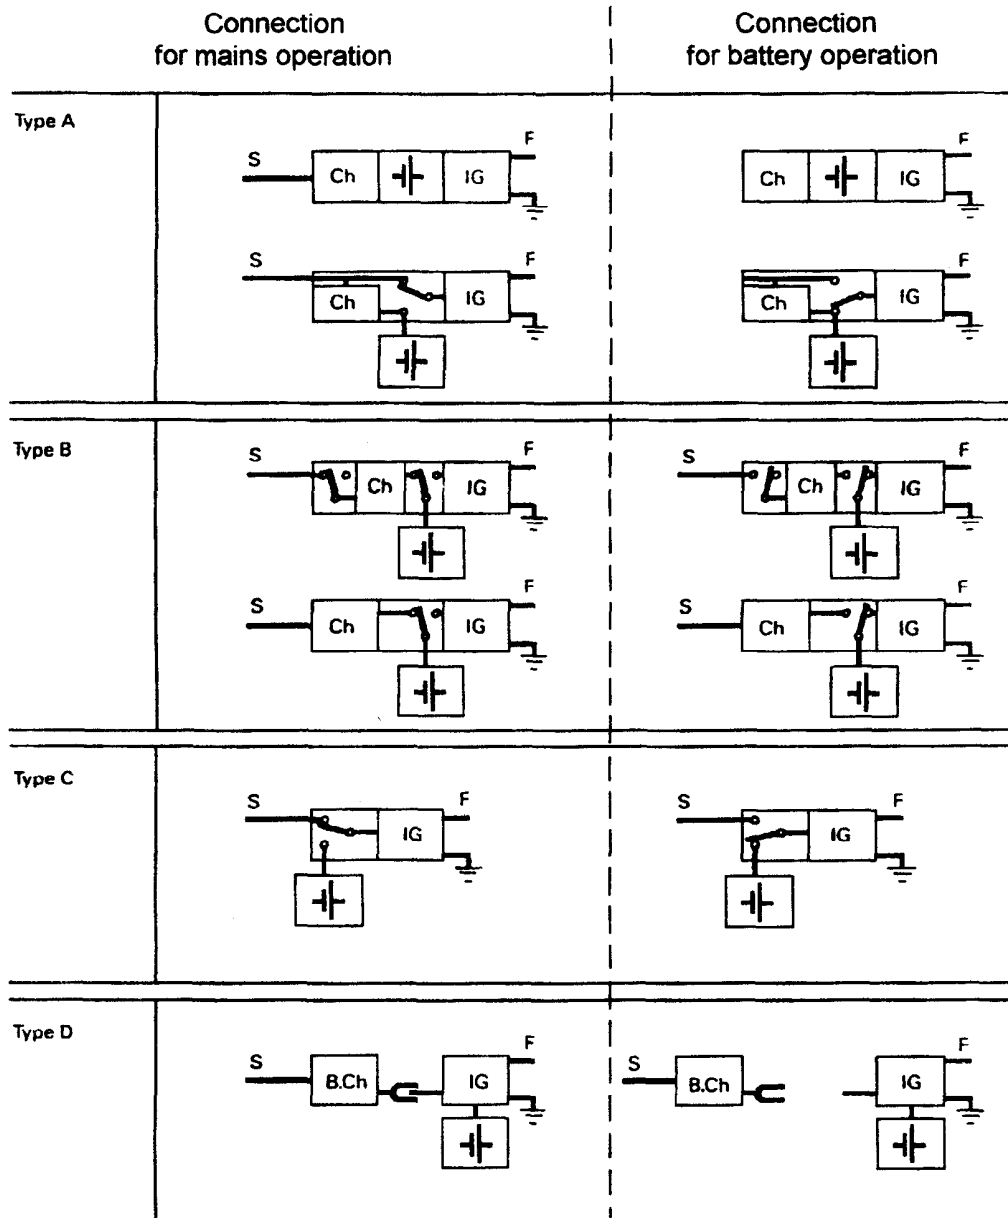 Connection
for mains operation
Connection
for battery operation
Type A
S
Ch
IG
F
Ch
IG
F
S
Ch
IG
F
Ch
IG
F
Type B
S
Ch
IG
F
S
Ch
IG
F
S
Ch
IG
F
S
Ch
IG
F
Type C
S
IG
F
S
IG
F
Type D
S
B.Ch
IG
F
S
B.Ch
IG
F